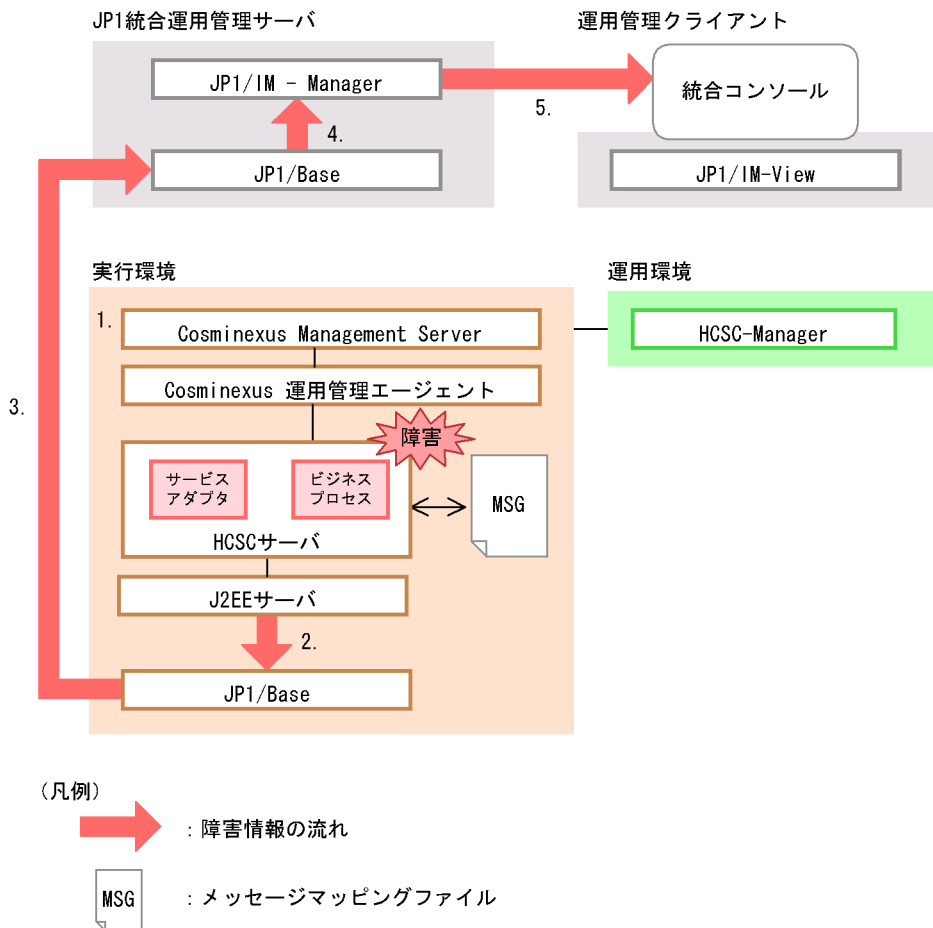 JP1統合運用管理サーバ
運用管理クライアント
JP1/IM - Manager
統合コンソール
5.
4.
JP1/Base
JP1/IM-View
実行環境
運用環境
1.
Cosminexus Management Server
HCSC-Manager
Cosminexus 運用管理エージェント
3.
障害
サービス
アダプタ
ビジネス
プロセス
MSG
HCSCサーバ
J2EEサーバ
2.
JP1/Base
(凡例)
:障害情報の流れ
MSG
:メッセージマッピングファイル